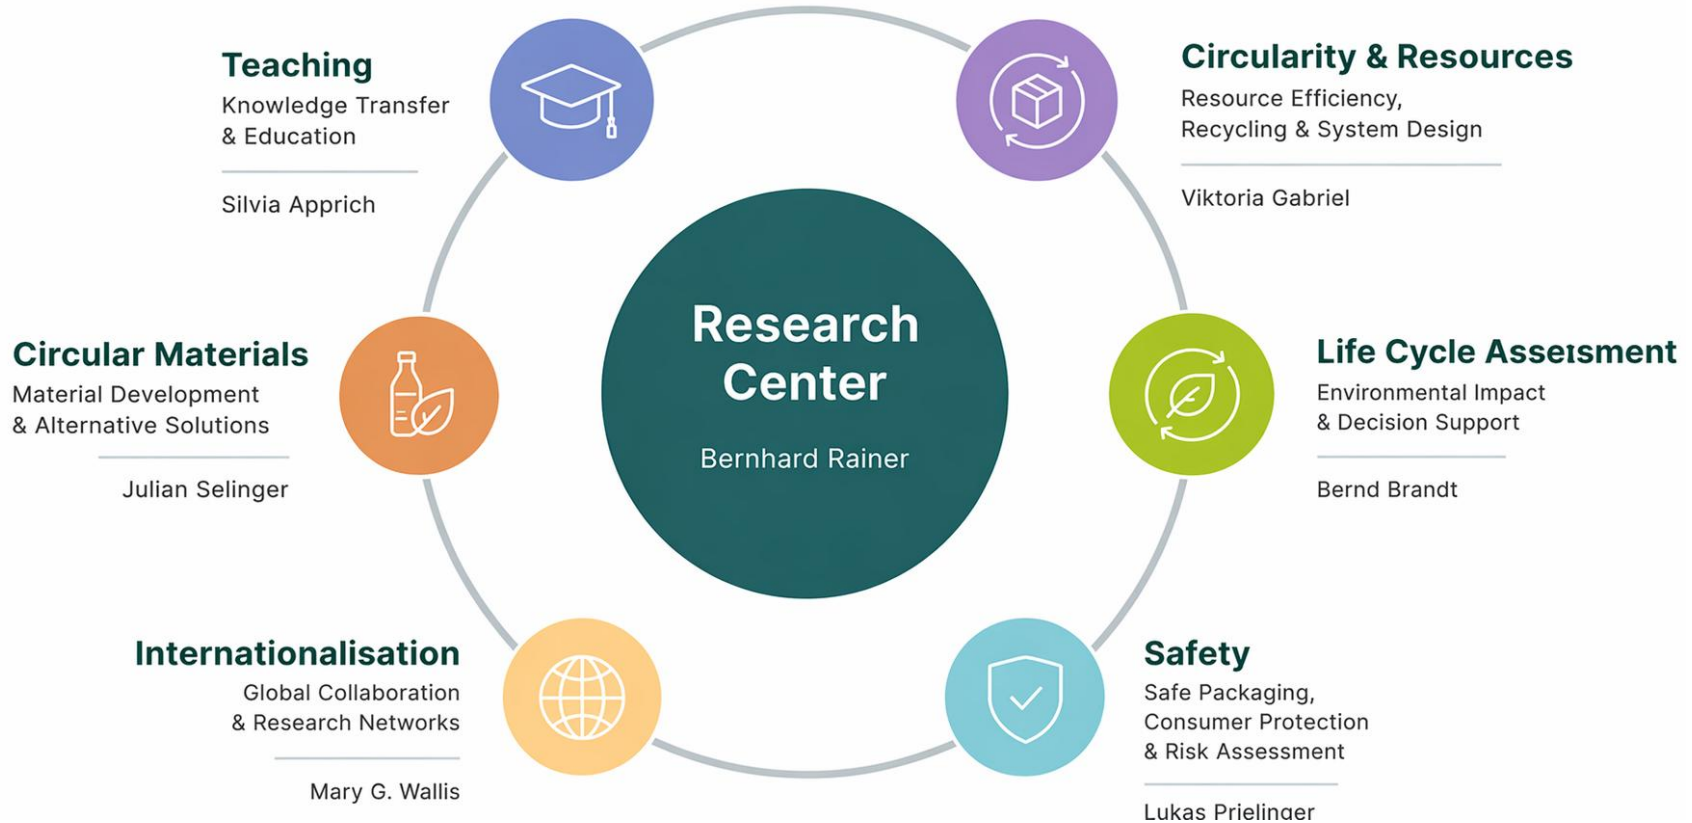 Teaching
Knowledge Transfer
& Education
Silvia Apprich
Circularity & Resources
Resource Efficiency,
Recycling & System Design
Viktoria Gabriel
Research
Center
Bernhard Rainer
Circular Materials
Material Development
& Alternative Solutions
Julian Selinger
Life Cycle Asseısment
Environmental Impact
& Decision Support
Bernd Brandt
Internationalisation
Global Collaboration
& Research Networks
Mary G. Wallis
Safety
Safe Packaging,
Consumer Protection
& Risk Assessment
Lukas Prielinger